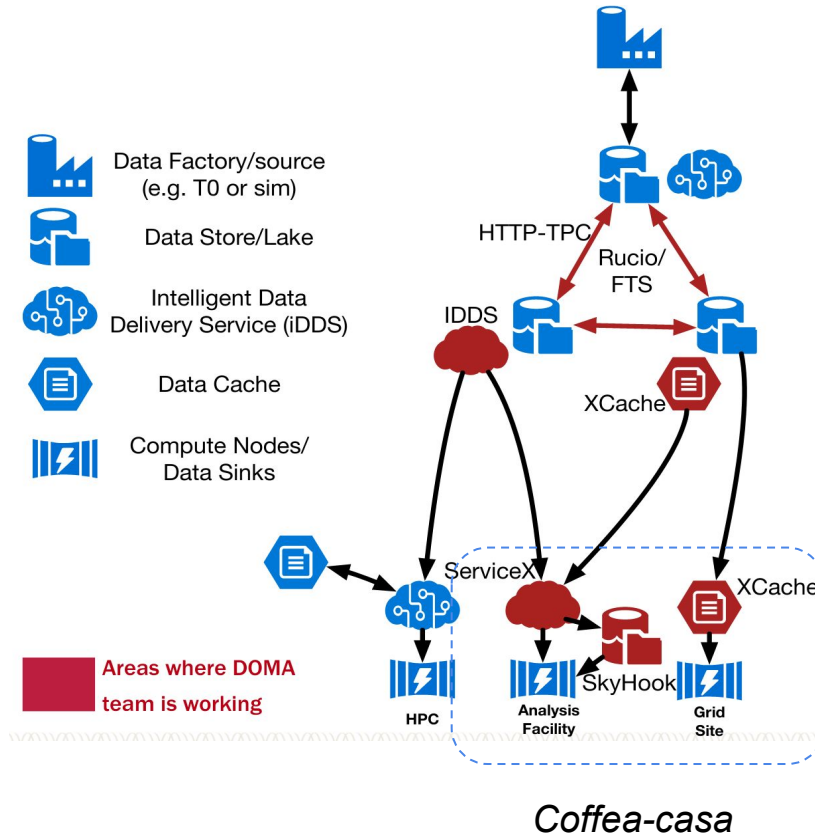 Data Factory/source
(e.g. T0 or sim)
Data Store/Lake
Intelligent Data
Delivery Service (iDDS)
Data Cache
Compute Nodes/
Data Sinks
HTTP-TPC
Rucio/
FTS
IDDS
XCache
ServiceX
XCache
SkyHook
Areas where DOMA
team is working
HPC
Analysis
Facility
Grid
Site
Coffea-casa